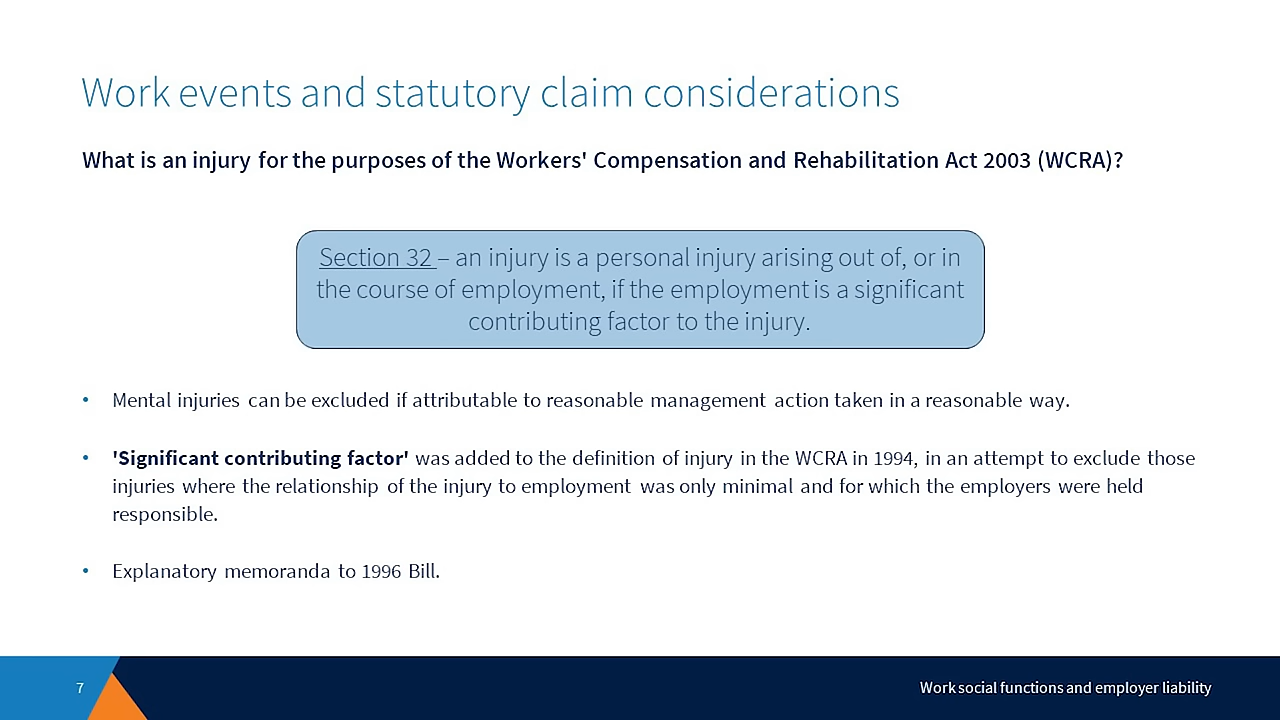 Work events and statutory claim considerations
What is an injury for the purposes of the Workers' Compensation and Rehabilitation Act 2003 (WCRA)?
Section 32 – an injury is a personal injury arising out of, or in
the course of employment, if the employment is a significant
contributing factor to the injury.
• Mental injuries can be excluded if attributable to reasonable management action taken in a reasonable way.
• 'Significant contributing factor' was added to the definition of injury in the WCRA in 1994, in an attempt to exclude those
injuries where the relationship of the injury to employment was only minimal and for which the employers were held
responsible.
• Explanatory memoranda to 1996 Bill.
7
Work social functions and employer liability